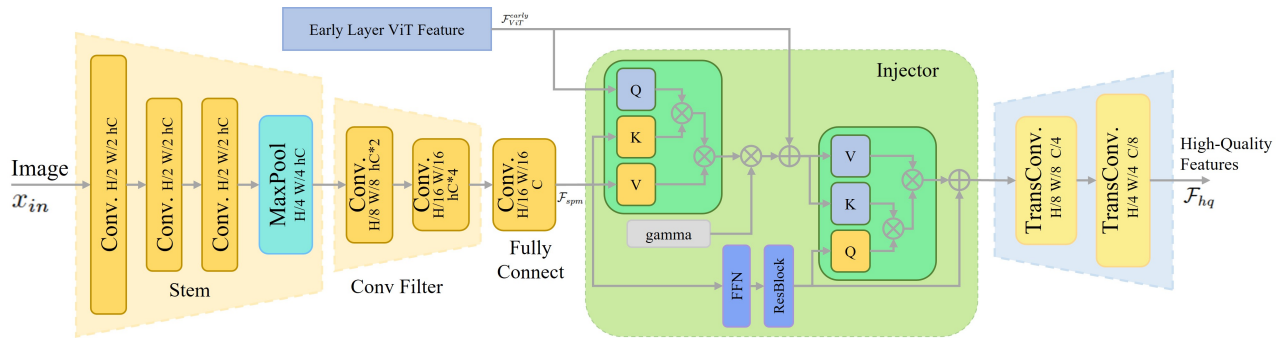 Image
x_in
Conv. H/2 W/2 hC
Conv. H/2 W/2 hC
Conv. H/2 W/2 hC
MaxPool
H/4 W/4 hC
Stem
Conv.
H/8 W/8 hC*2
Conv.
H/16 W/16
hC*4
Conv Filter
Conv.
H/16 W/16
C
Fully
Connect
F_spm
Early Layer ViT Feature
F_ViT^early
Injector
Q
K
V
gamma
FFN
ResBlock
V
K
Q
TransConv.
H/8 W/8 C/4
TransConv.
H/4 W/4 C/8
High-Quality
Features
F_hq